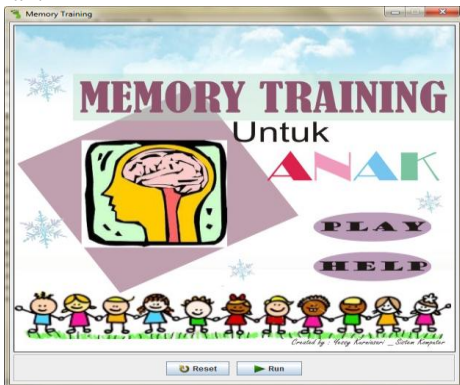 Memory Training
MEMORY TRAINING
Untuk
ANAK
PLAY
HELP
Created by : Yessy Kurniasari _ Sistem Komputer
Reset
Run